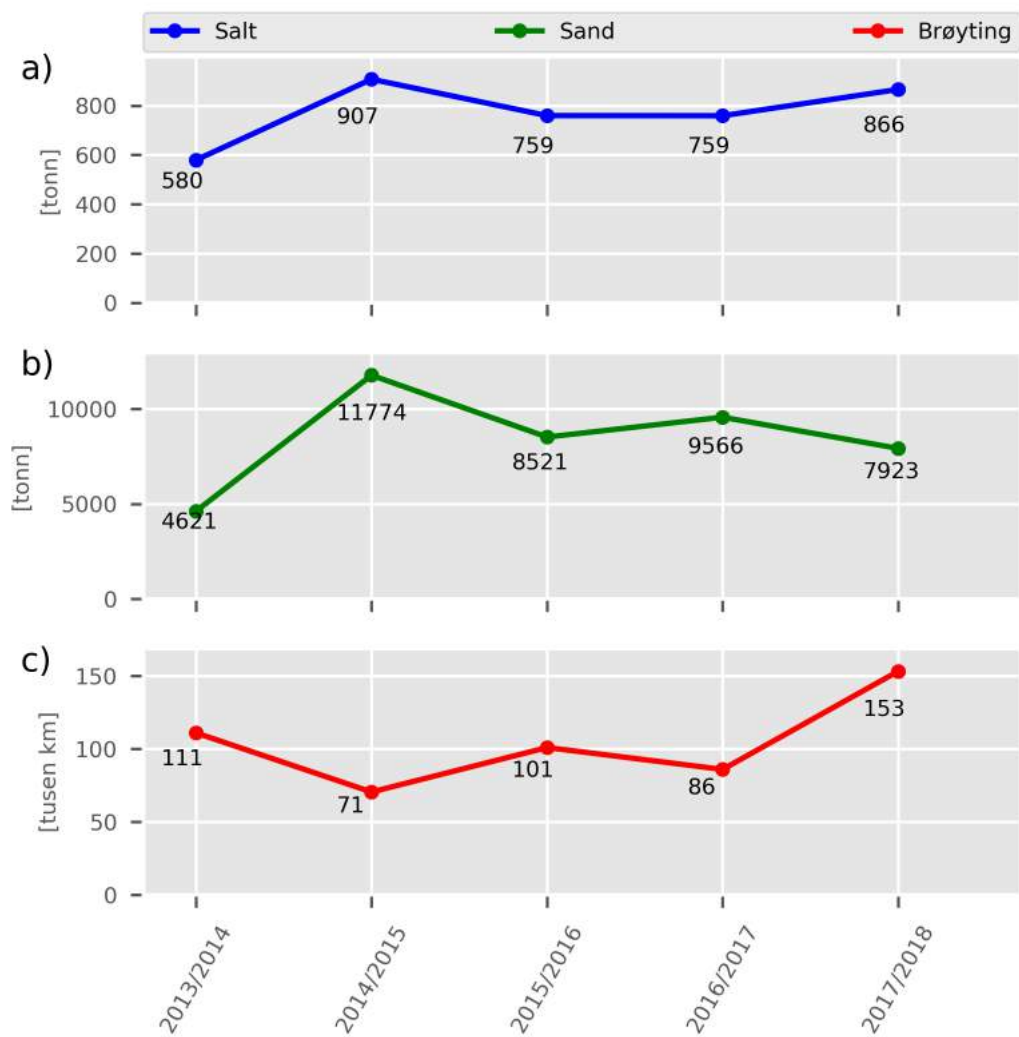 Salt Sand Brøyting
a)
800
600
400
200
0
[tonn]
580 907 759 759 866
b)
10000
5000
0
[tonn]
4621 11774 8521 9566 7923
c)
150
100
50
0
[tusen km]
111 71 101 86 153
2013/2014 2014/2015 2015/2016 2016/2017 2017/2018